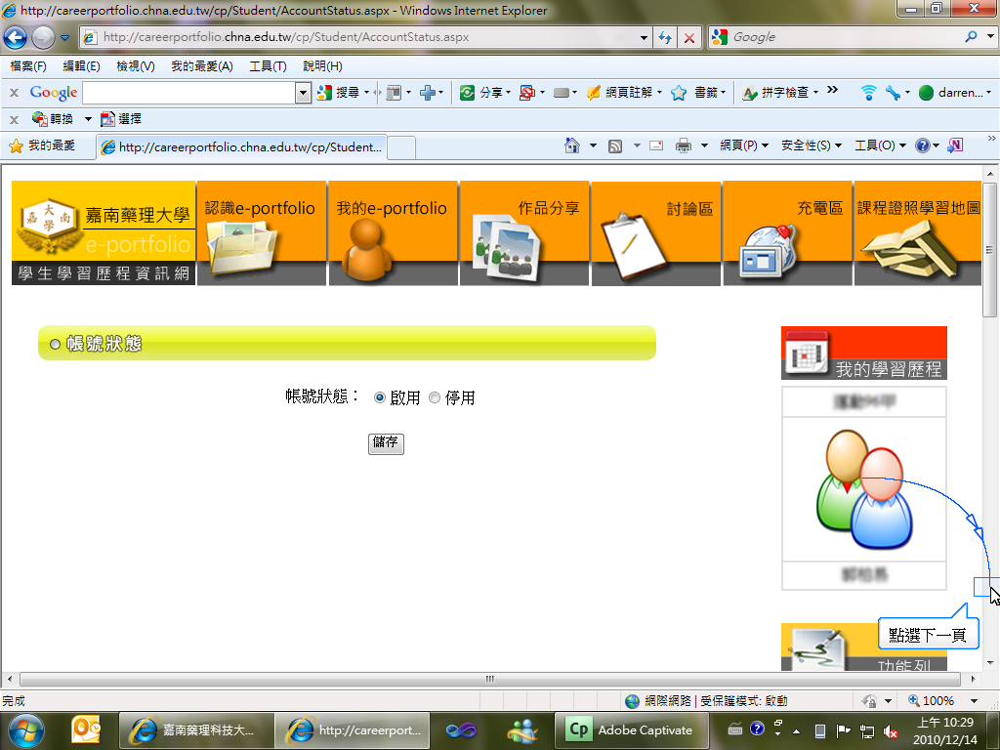 http://careerportfolio.chna.edu.tw/cp/Student/AccountStatus.aspx - Windows Internet Explorer
http://careerportfolio.chna.edu.tw/cp/Student/AccountStatus.aspx
Google
檔案(F) 編輯(E) 檢視(V) 我的最愛(A) 工具(T) 說明(H)
x Google 搜尋 分享 網頁註解 書籤 拼字檢查 » darren...
x 轉換 選擇
我的最愛 http://careerportfolio.chna.edu.tw/cp/Student... 網頁(P) 安全性(S) 工具(O) »
嘉 大學 南
嘉南藥理大學
e-portfolio
學生學習歷程資訊網
認識e-portfolio
我的e-portfolio
作品分享
討論區
充電區
課程證照學習地圖
帳號狀態
帳號狀態： 啟用 停用
儲存
我的學習歷程
點選下一頁
功能列
完成 網際網路 | 受保護模式: 啟動 100%
嘉南藥理科技大... http://careerport... Cp Adobe Captivate
上午 10:29
2010/12/14